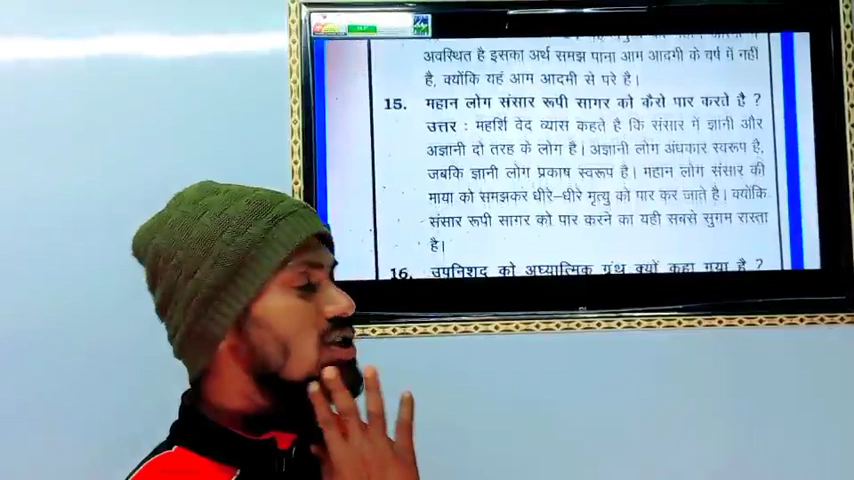 अवस्थित है इसका अर्थ समझ पाना आम आदमी के वर्ष में नहीं
है, क्योंकि यह आम आदमी से परे है।
15. महान लोग संसार रूपी सागर को कैसे पार करते है ?
उत्तर : महर्शि वेद व्यास कहते है कि संसार में ज्ञानी और
अज्ञानी दो तरह के लोग है। अज्ञानी लोग अंधकार स्वरूप है,
जबकि ज्ञानी लोग प्रकाष स्वरूप है। महान लोग संसार की
माया को समझकर धीरे-धीरे मृत्यु को पार कर जाते है। क्योंकि
संसार रूपी सागर को पार करने का यही सबसे सुगम रास्ता
है।
16. उपनिशद् को अध्यात्मिक ग्रंथ क्यों कहा गया है ?